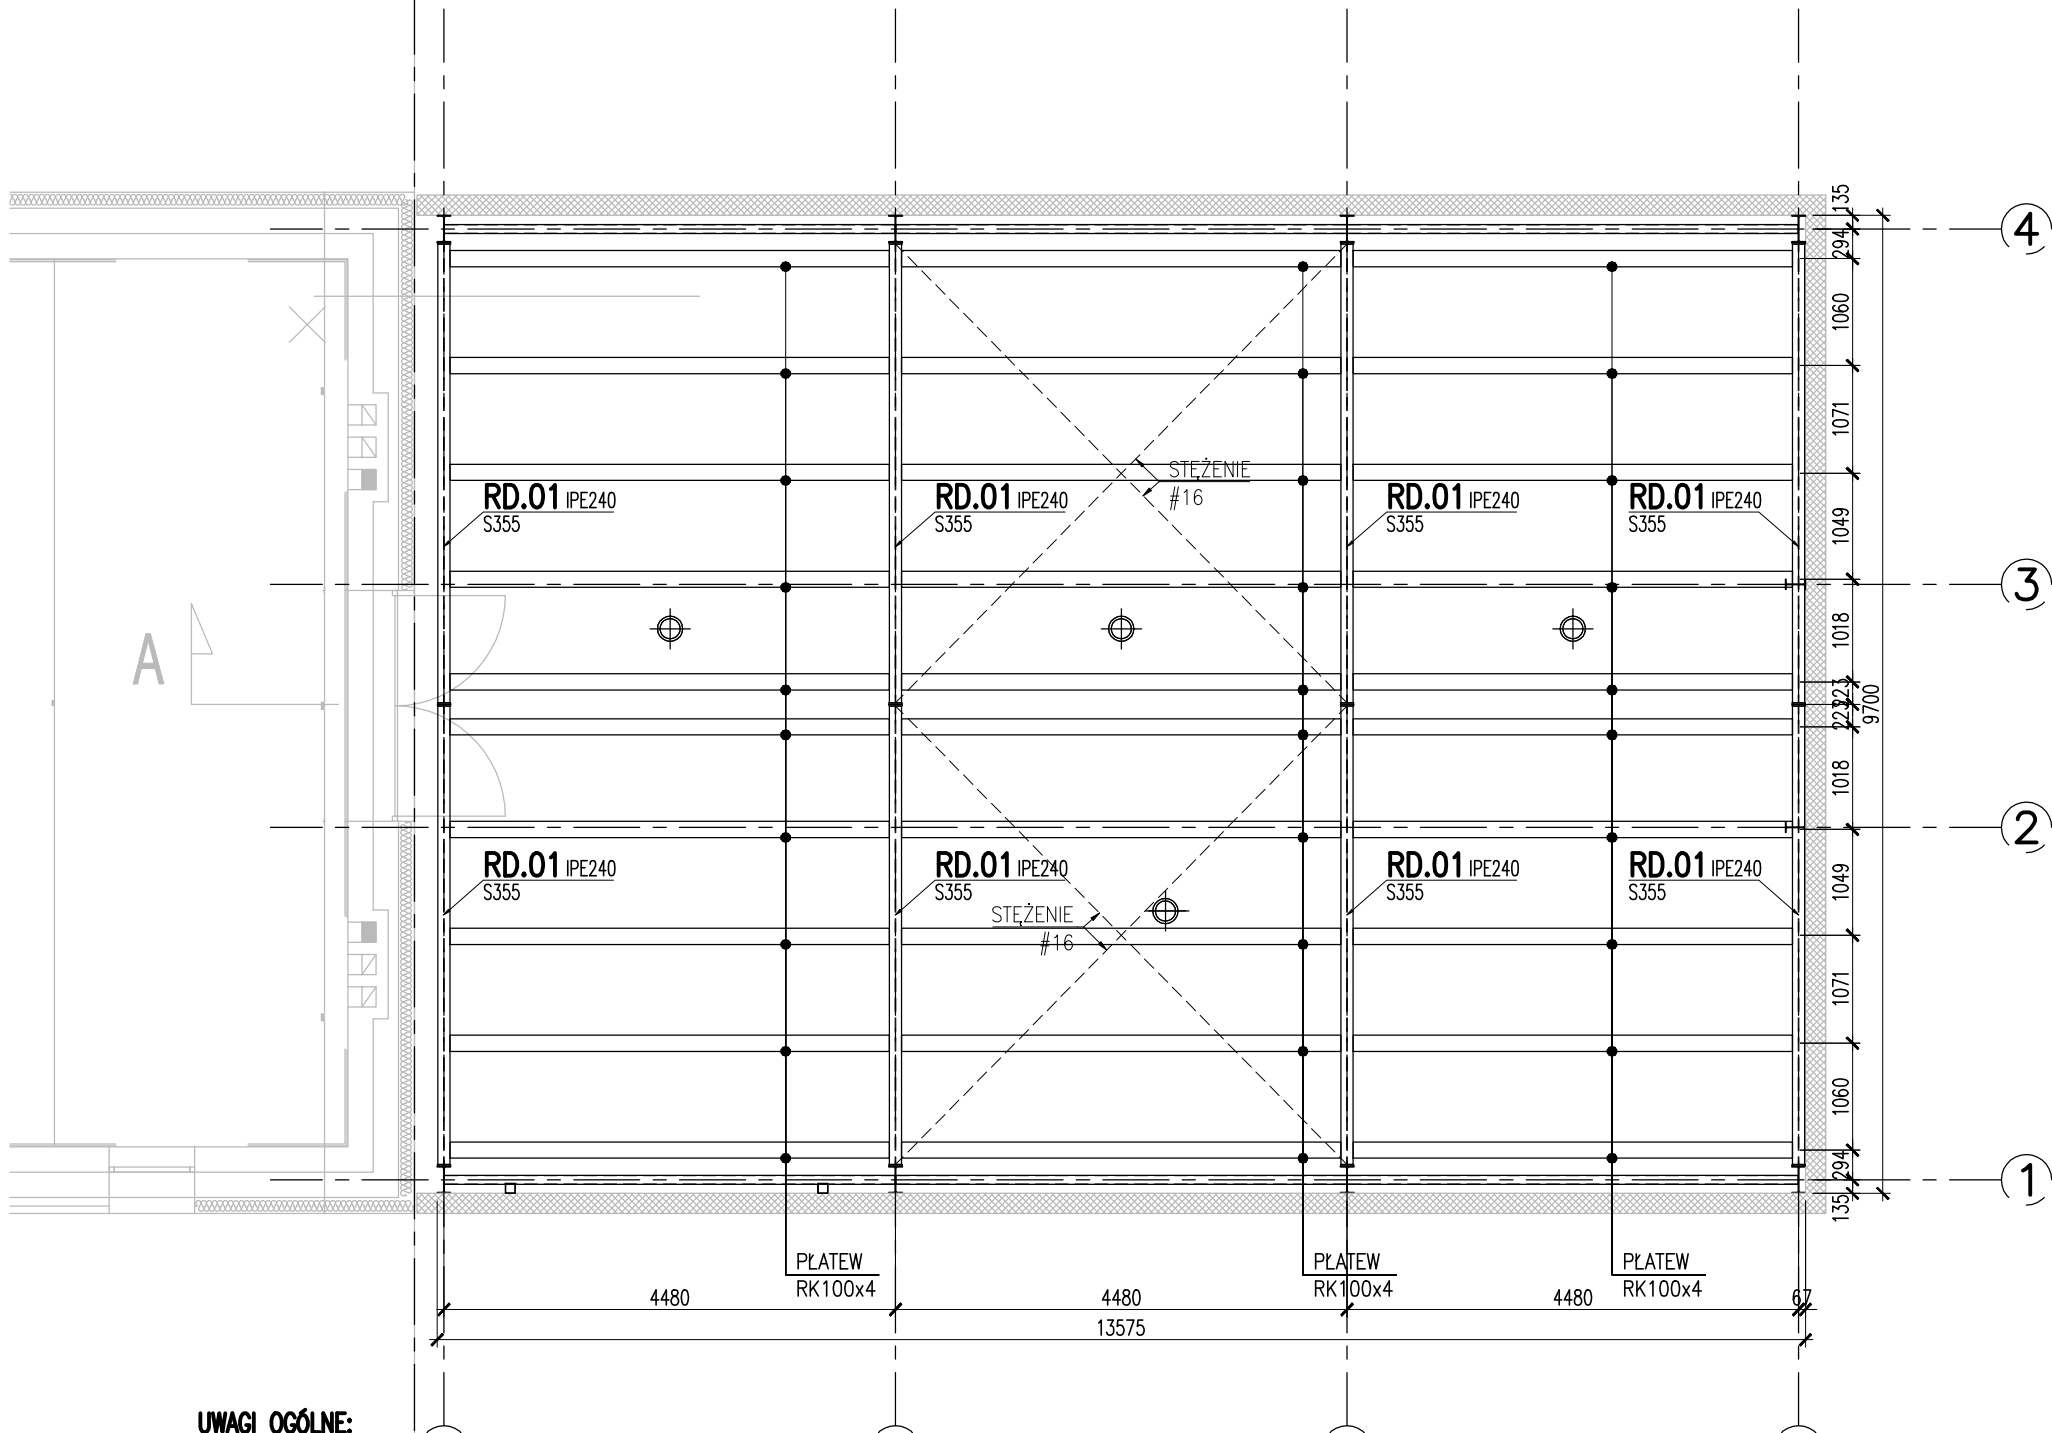 135
4
294
1060
1071
STĘŻENIE
#16
RD.01 IPE240
S355
RD.01 IPE240
S355
RD.01 IPE240
S355
RD.01 IPE240
S355
1049
3
1018
A
223
9700
223
1018
2
RD.01 IPE240
S355
RD.01 IPE240
S355
RD.01 IPE240
S355
RD.01 IPE240
S355
1049
STĘŻENIE
#16
1071
1060
294
1
135
PŁATEW
RK100x4
PŁATEW
RK100x4
PŁATEW
RK100x4
4480
4480
4480
67
13575
UWAGI OGÓLNE: